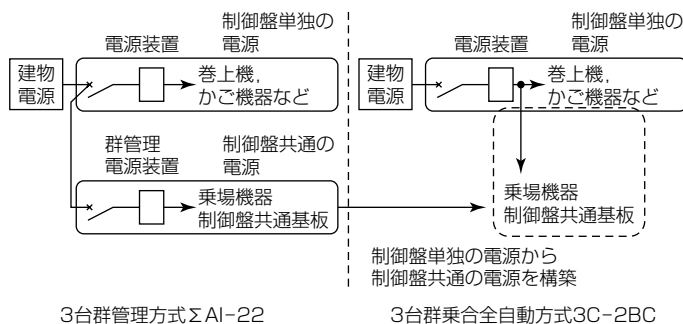 制御盤単独の
電源装置 電源
建物
電源
巻上機,
かご機器など
群管理 制御盤共通の
電源装置 電源
乗場機器
制御盤共通基板
3台群管理方式ΣAI-22
制御盤単独の
電源装置 電源
建物
電源
巻上機,
かご機器など
乗場機器
制御盤共通基板
制御盤単独の電源から
制御盤共通の電源を構築
3台群乗合全自動方式3C-2BC